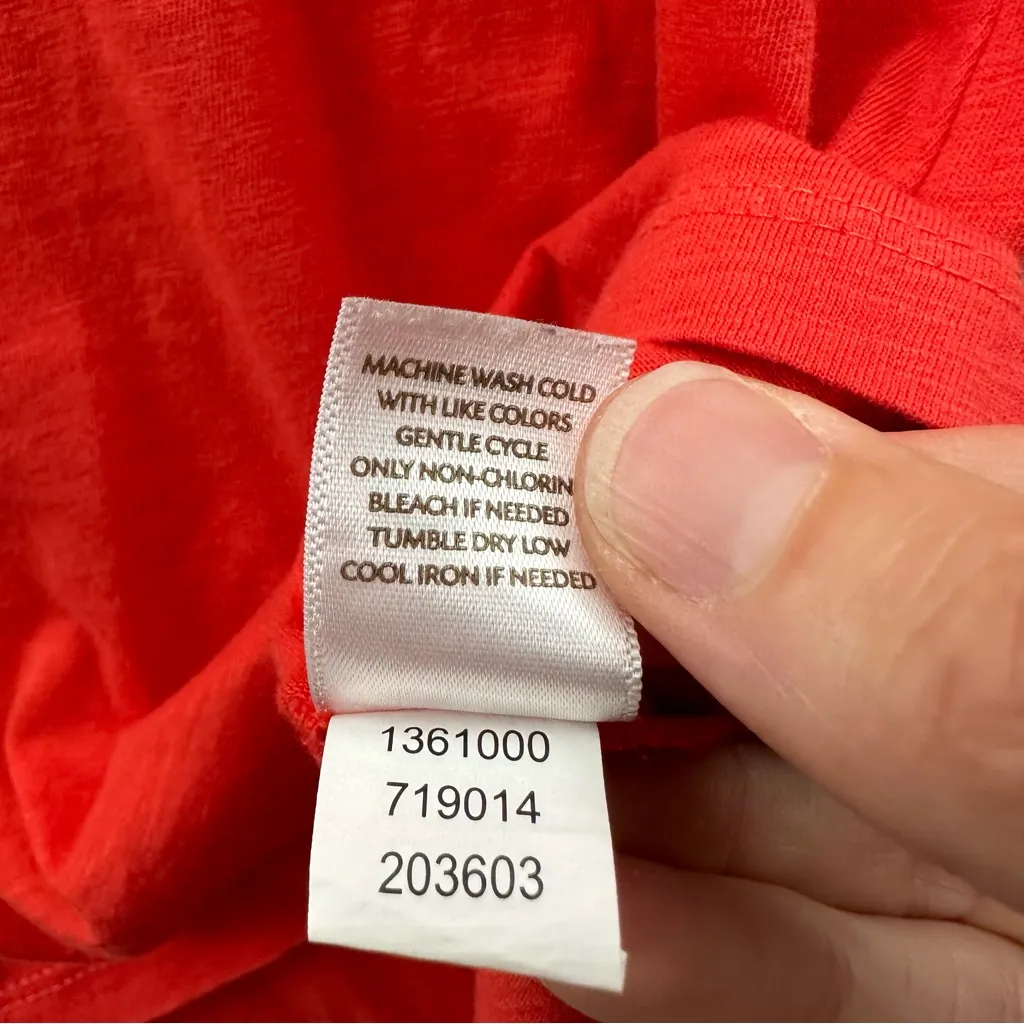 MACHINE WASH COLD
WITH LIKE COLORS
GENTLE CYCLE
ONLY NON-CHLORIN
BLEACH IF NEEDED
TUMBLE DRY LOW
COOL IRON IF NEEDED
1361000
719014
203603